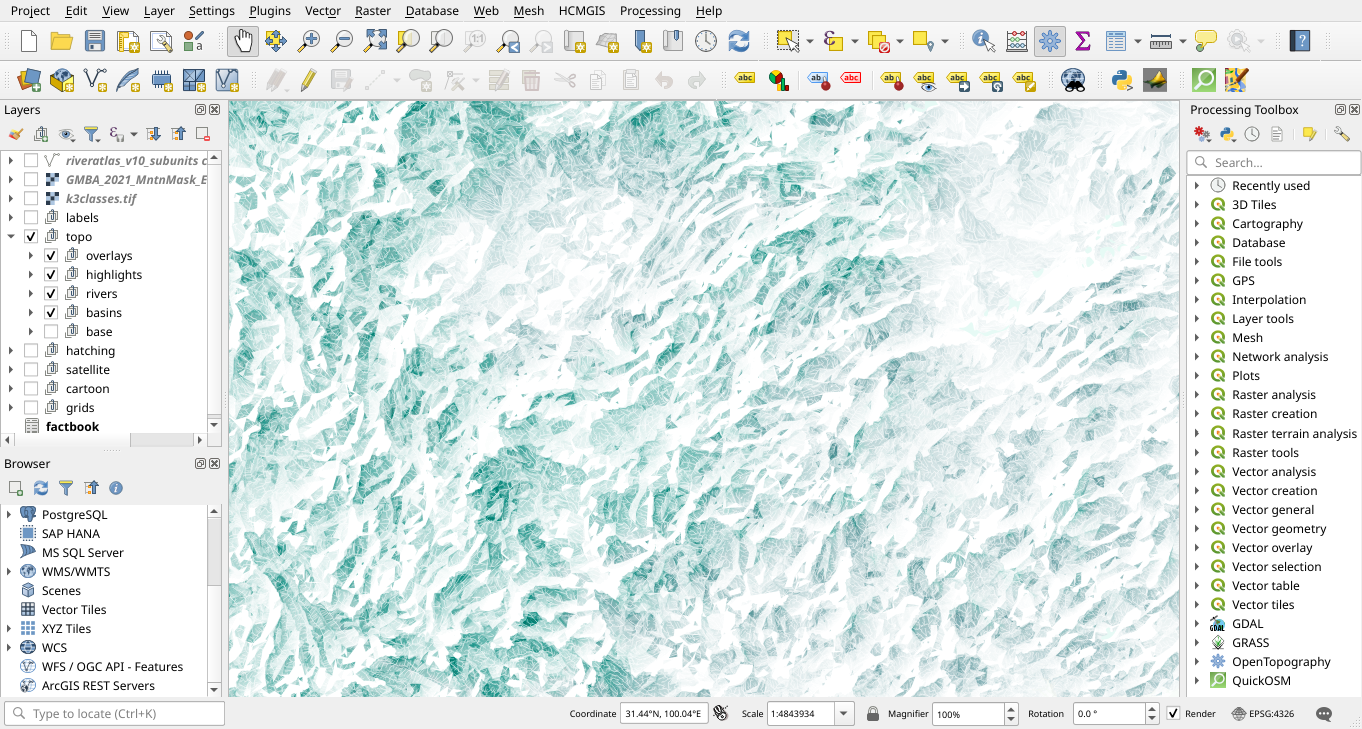 Project Edit View Layer Settings Plugins Vector Raster Database Web Mesh HCMGIS Processing Help
Layers
riveratlas_v10_subunits c
GMBA_2021_MntnMask_E
k3classes.tif
labels
topo
overlays
highlights
rivers
basins
base
hatching
satellite
cartoon
grids
factbook
Browser
PostgreSQL
SAP HANA
MS SQL Server
WMS/WMTS
Scenes
Vector Tiles
XYZ Tiles
WCS
WFS / OGC API - Features
ArcGIS REST Servers
Processing Toolbox
Search...
Recently used
3D Tiles
Cartography
Database
File tools
GPS
Interpolation
Layer tools
Mesh
Network analysis
Plots
Raster analysis
Raster creation
Raster terrain analysis
Raster tools
Vector analysis
Vector creation
Vector general
Vector geometry
Vector overlay
Vector selection
Vector table
Vector tiles
GDAL
GRASS
OpenTopography
QuickOSM
Type to locate (Ctrl+K)
Coordinate 31.44°N, 100.04°E Scale 1:4843934 Magnifier 100% Rotation 0.0 ° Render EPSG:4326